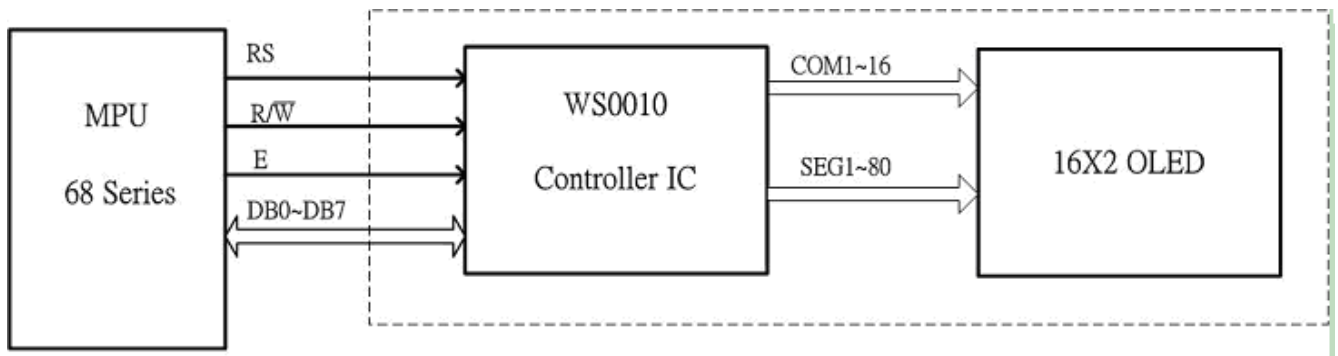 MPU
68 Series
RS
R/W̅
E
DB0~DB7
WS0010
Controller IC
COM1~16
SEG1~80
16X2 OLED